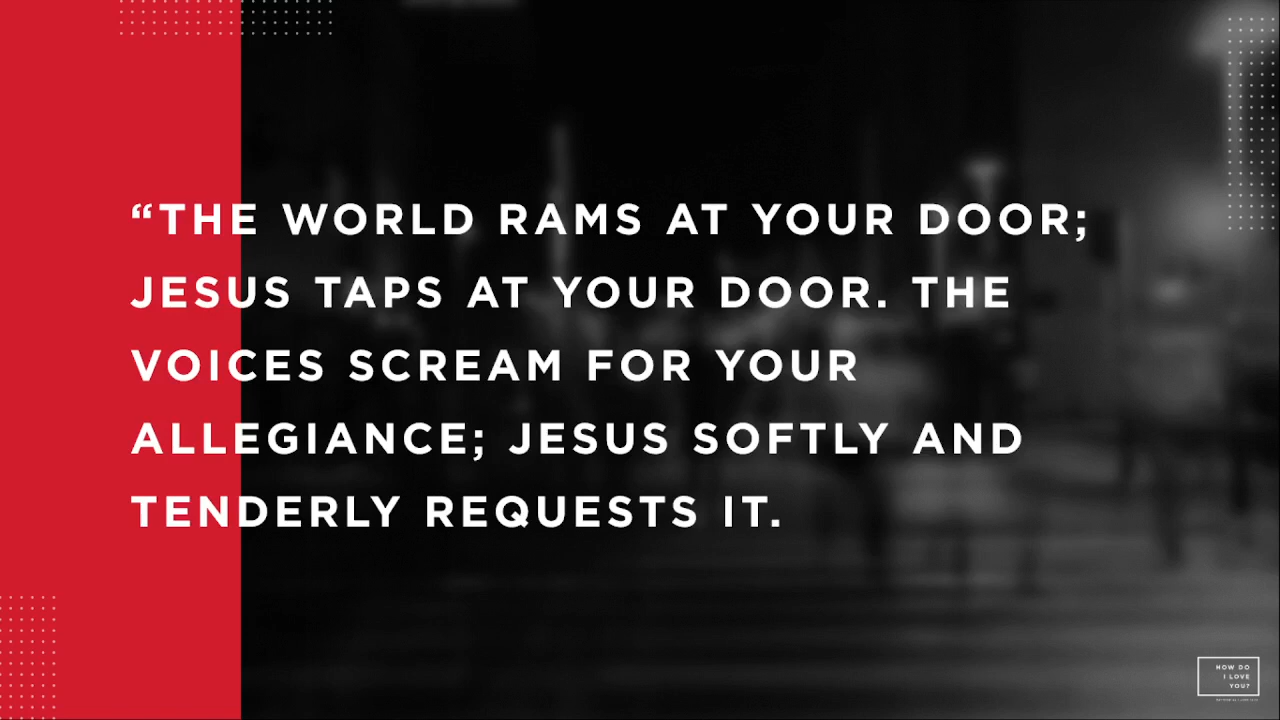 “THE WORLD RAMS AT YOUR DOOR;
JESUS TAPS AT YOUR DOOR. THE
VOICES SCREAM FOR YOUR
ALLEGIANCE; JESUS SOFTLY AND
TENDERLY REQUESTS IT.
HOW DO
I LOVE
YOU?